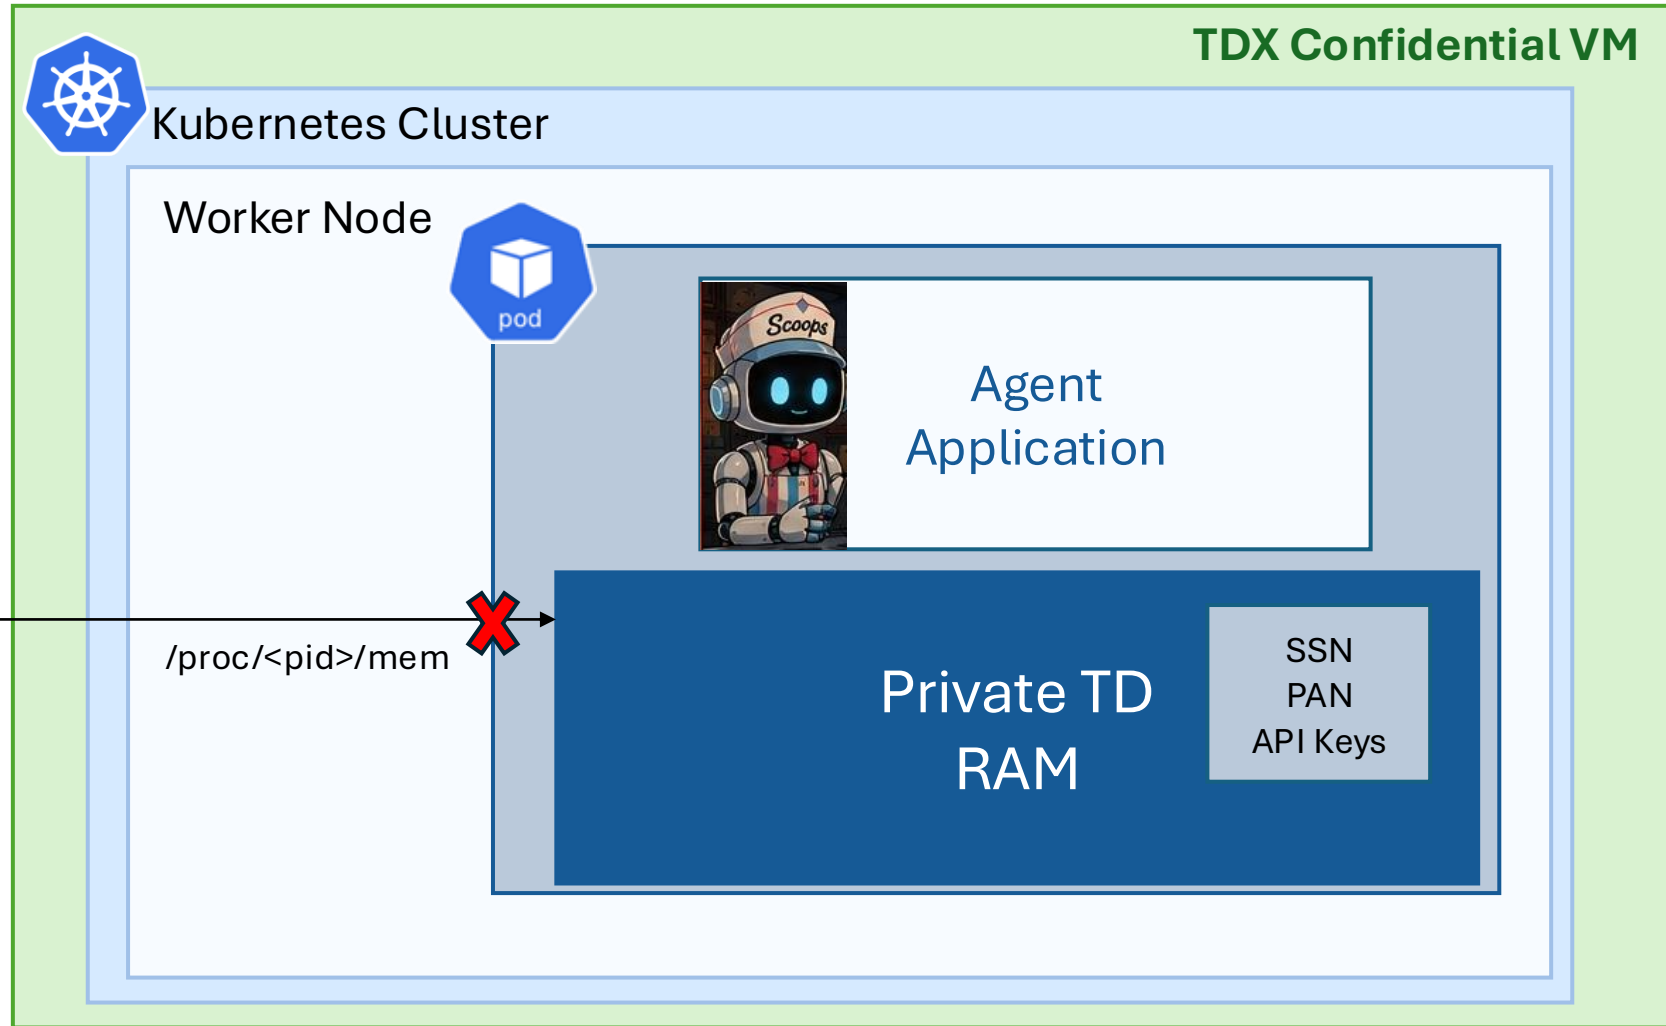 TDX Confidential VM
Kubernetes Cluster
Worker Node
pod
Scoops
Agent
Application
/proc/<pid>/mem
Private TD
RAM
SSN
PAN
API Keys